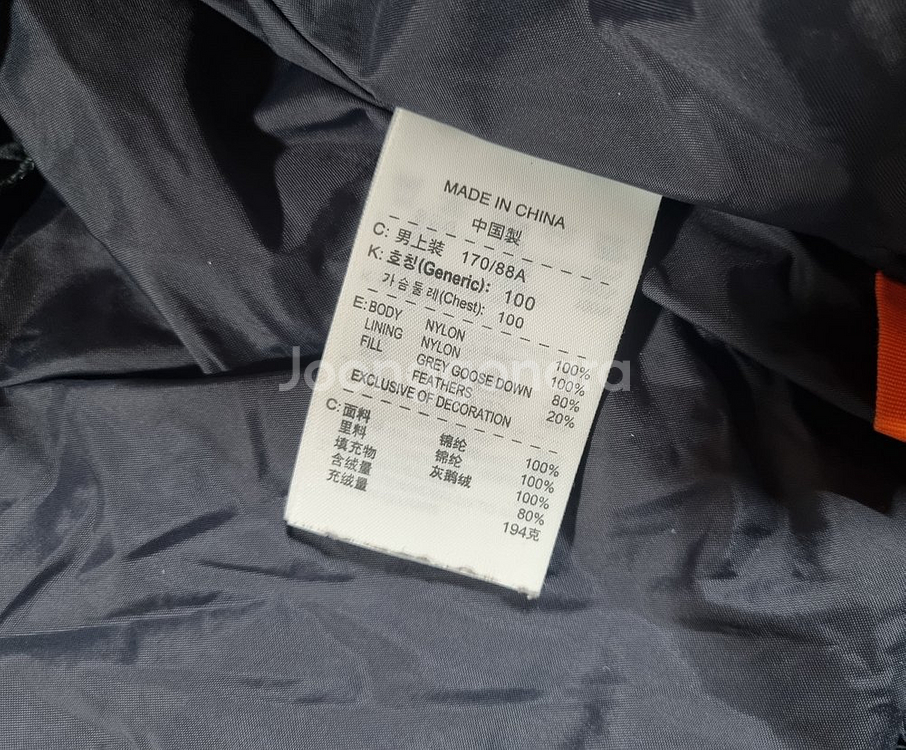 MADE IN CHINA
中国製
C: 男上装 170/88A
K: 호칭(Generic): 100
가슴둘레(Chest): 100
E: BODY NYLON 100%
LINING NYLON 100%
FILL GREY GOOSE DOWN 80%
FEATHERS 20%
EXCLUSIVE OF DECORATION
C: 面料 锦纶 100%
里料 锦纶 100%
填充物 灰鹅绒 100%
含绒量 80%
充绒量 194克